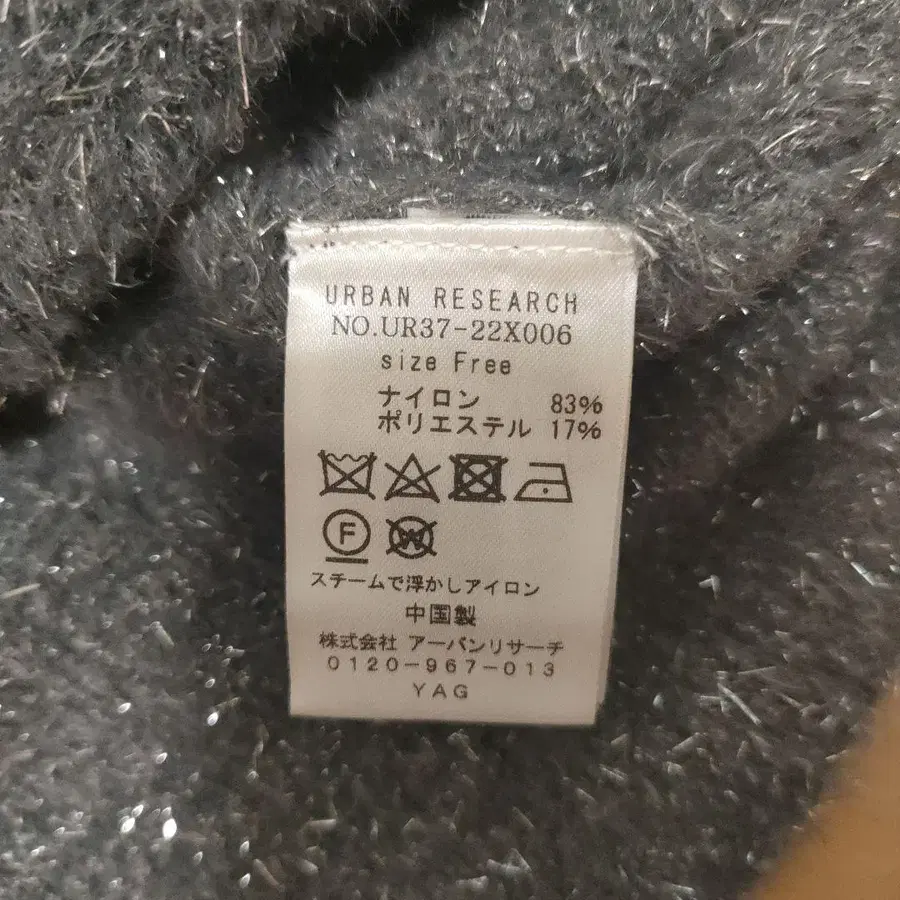 URBAN RESEARCH
NO.UR37-22X006
size Free
ナイロン 83%
ポリエステル 17%
F W
スチームで浮かしアイロン
中国製
株式会社 アーバンリサーチ
0120-967-013
YAG